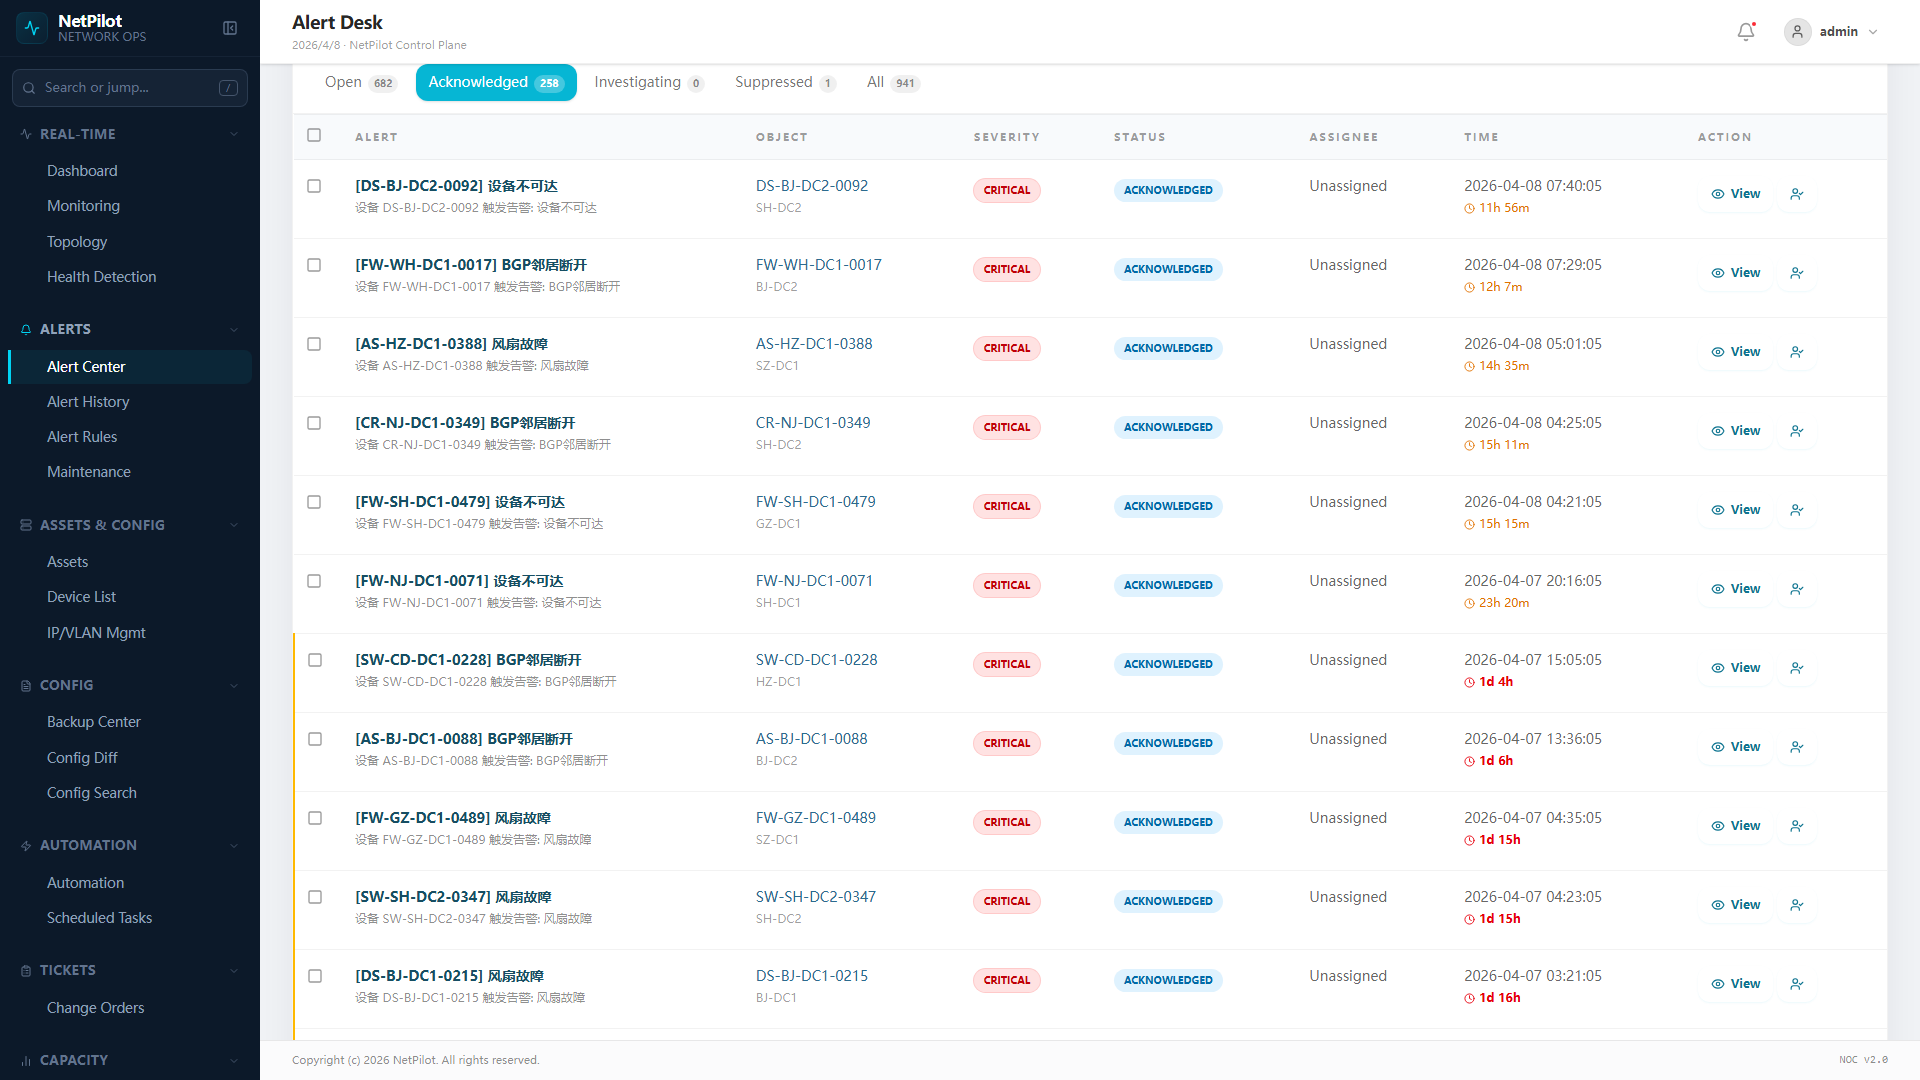 NetPilot
NETWORK OPS
Search or jump...
/
REAL-TIME
Dashboard
Monitoring
Topology
Health Detection
ALERTS
Alert Center
Alert History
Alert Rules
Maintenance
ASSETS & CONFIG
Assets
Device List
IP/VLAN Mgmt
CONFIG
Backup Center
Config Diff
Config Search
AUTOMATION
Automation
Scheduled Tasks
TICKETS
Change Orders
CAPACITY
Alert Desk
2026/4/8 · NetPilot Control Plane
admin
Open 682 Acknowledged 258 Investigating 0 Suppressed 1 All 941
ALERT OBJECT SEVERITY STATUS ASSIGNEE TIME ACTION
[DS-BJ-DC2-0092] 设备不可达 DS-BJ-DC2-0092 CRITICAL ACKNOWLEDGED Unassigned 2026-04-08 07:40:05 View
设备 DS-BJ-DC2-0092 触发告警: 设备不可达 SH-DC2 11h 56m
[FW-WH-DC1-0017] BGP邻居断开 FW-WH-DC1-0017 CRITICAL ACKNOWLEDGED Unassigned 2026-04-08 07:29:05 View
设备 FW-WH-DC1-0017 触发告警: BGP邻居断开 BJ-DC2 12h 7m
[AS-HZ-DC1-0388] 风扇故障 AS-HZ-DC1-0388 CRITICAL ACKNOWLEDGED Unassigned 2026-04-08 05:01:05 View
设备 AS-HZ-DC1-0388 触发告警: 风扇故障 SZ-DC1 14h 35m
[CR-NJ-DC1-0349] BGP邻居断开 CR-NJ-DC1-0349 CRITICAL ACKNOWLEDGED Unassigned 2026-04-08 04:25:05 View
设备 CR-NJ-DC1-0349 触发告警: BGP邻居断开 SH-DC2 15h 11m
[FW-SH-DC1-0479] 设备不可达 FW-SH-DC1-0479 CRITICAL ACKNOWLEDGED Unassigned 2026-04-08 04:21:05 View
设备 FW-SH-DC1-0479 触发告警: 设备不可达 GZ-DC1 15h 15m
[FW-NJ-DC1-0071] 设备不可达 FW-NJ-DC1-0071 CRITICAL ACKNOWLEDGED Unassigned 2026-04-07 20:16:05 View
设备 FW-NJ-DC1-0071 触发告警: 设备不可达 SH-DC1 23h 20m
[SW-CD-DC1-0228] BGP邻居断开 SW-CD-DC1-0228 CRITICAL ACKNOWLEDGED Unassigned 2026-04-07 15:05:05 View
设备 SW-CD-DC1-0228 触发告警: BGP邻居断开 HZ-DC1 1d 4h
[AS-BJ-DC1-0088] BGP邻居断开 AS-BJ-DC1-0088 CRITICAL ACKNOWLEDGED Unassigned 2026-04-07 13:36:05 View
设备 AS-BJ-DC1-0088 触发告警: BGP邻居断开 BJ-DC2 1d 6h
[FW-GZ-DC1-0489] 风扇故障 FW-GZ-DC1-0489 CRITICAL ACKNOWLEDGED Unassigned 2026-04-07 04:35:05 View
设备 FW-GZ-DC1-0489 触发告警: 风扇故障 SZ-DC1 1d 15h
[SW-SH-DC2-0347] 风扇故障 SW-SH-DC2-0347 CRITICAL ACKNOWLEDGED Unassigned 2026-04-07 04:23:05 View
设备 SW-SH-DC2-0347 触发告警: 风扇故障 SH-DC2 1d 15h
[DS-BJ-DC1-0215] 风扇故障 DS-BJ-DC1-0215 CRITICAL ACKNOWLEDGED Unassigned 2026-04-07 03:21:05 View
设备 DS-BJ-DC1-0215 触发告警: 风扇故障 BJ-DC1 1d 16h
Copyright (c) 2026 NetPilot. All rights reserved.
NOC v2.0